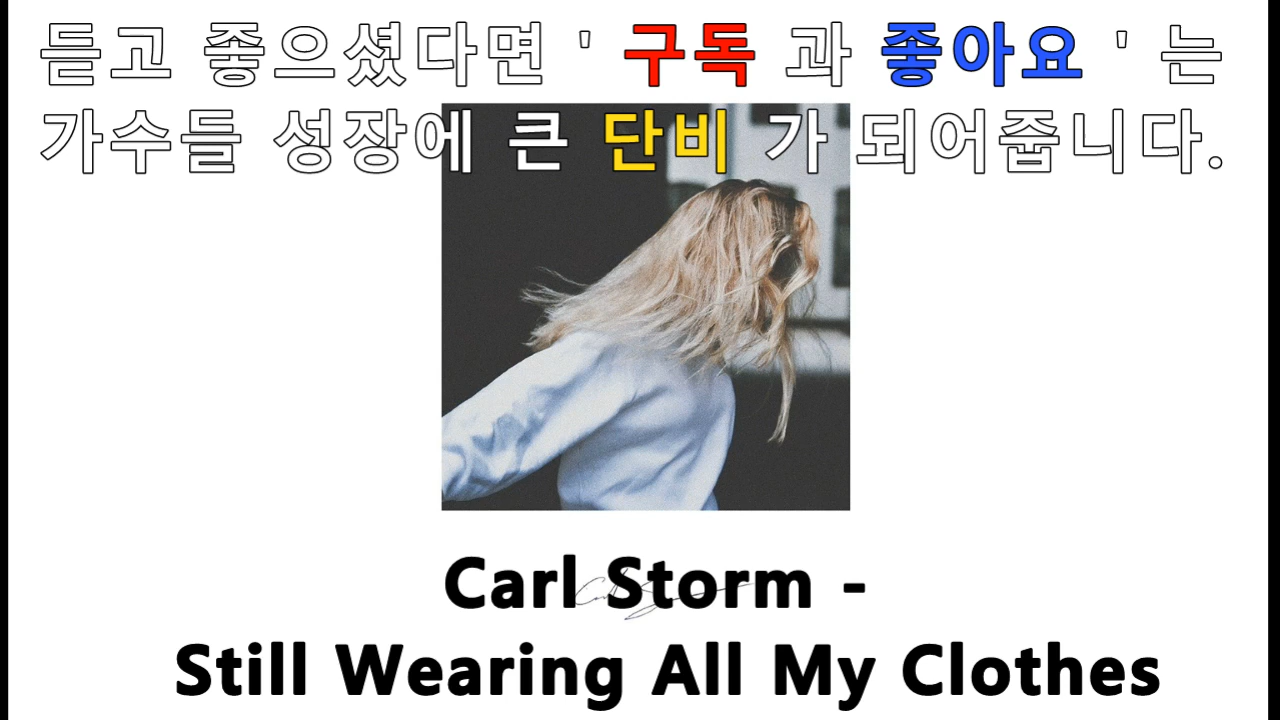 듣고 좋으셨다면 ' 구독 과 좋아요 ' 는
가수들 성장에 큰 단비 가 되어줍니다.
Carl Storm -
Still Wearing All My Clothes